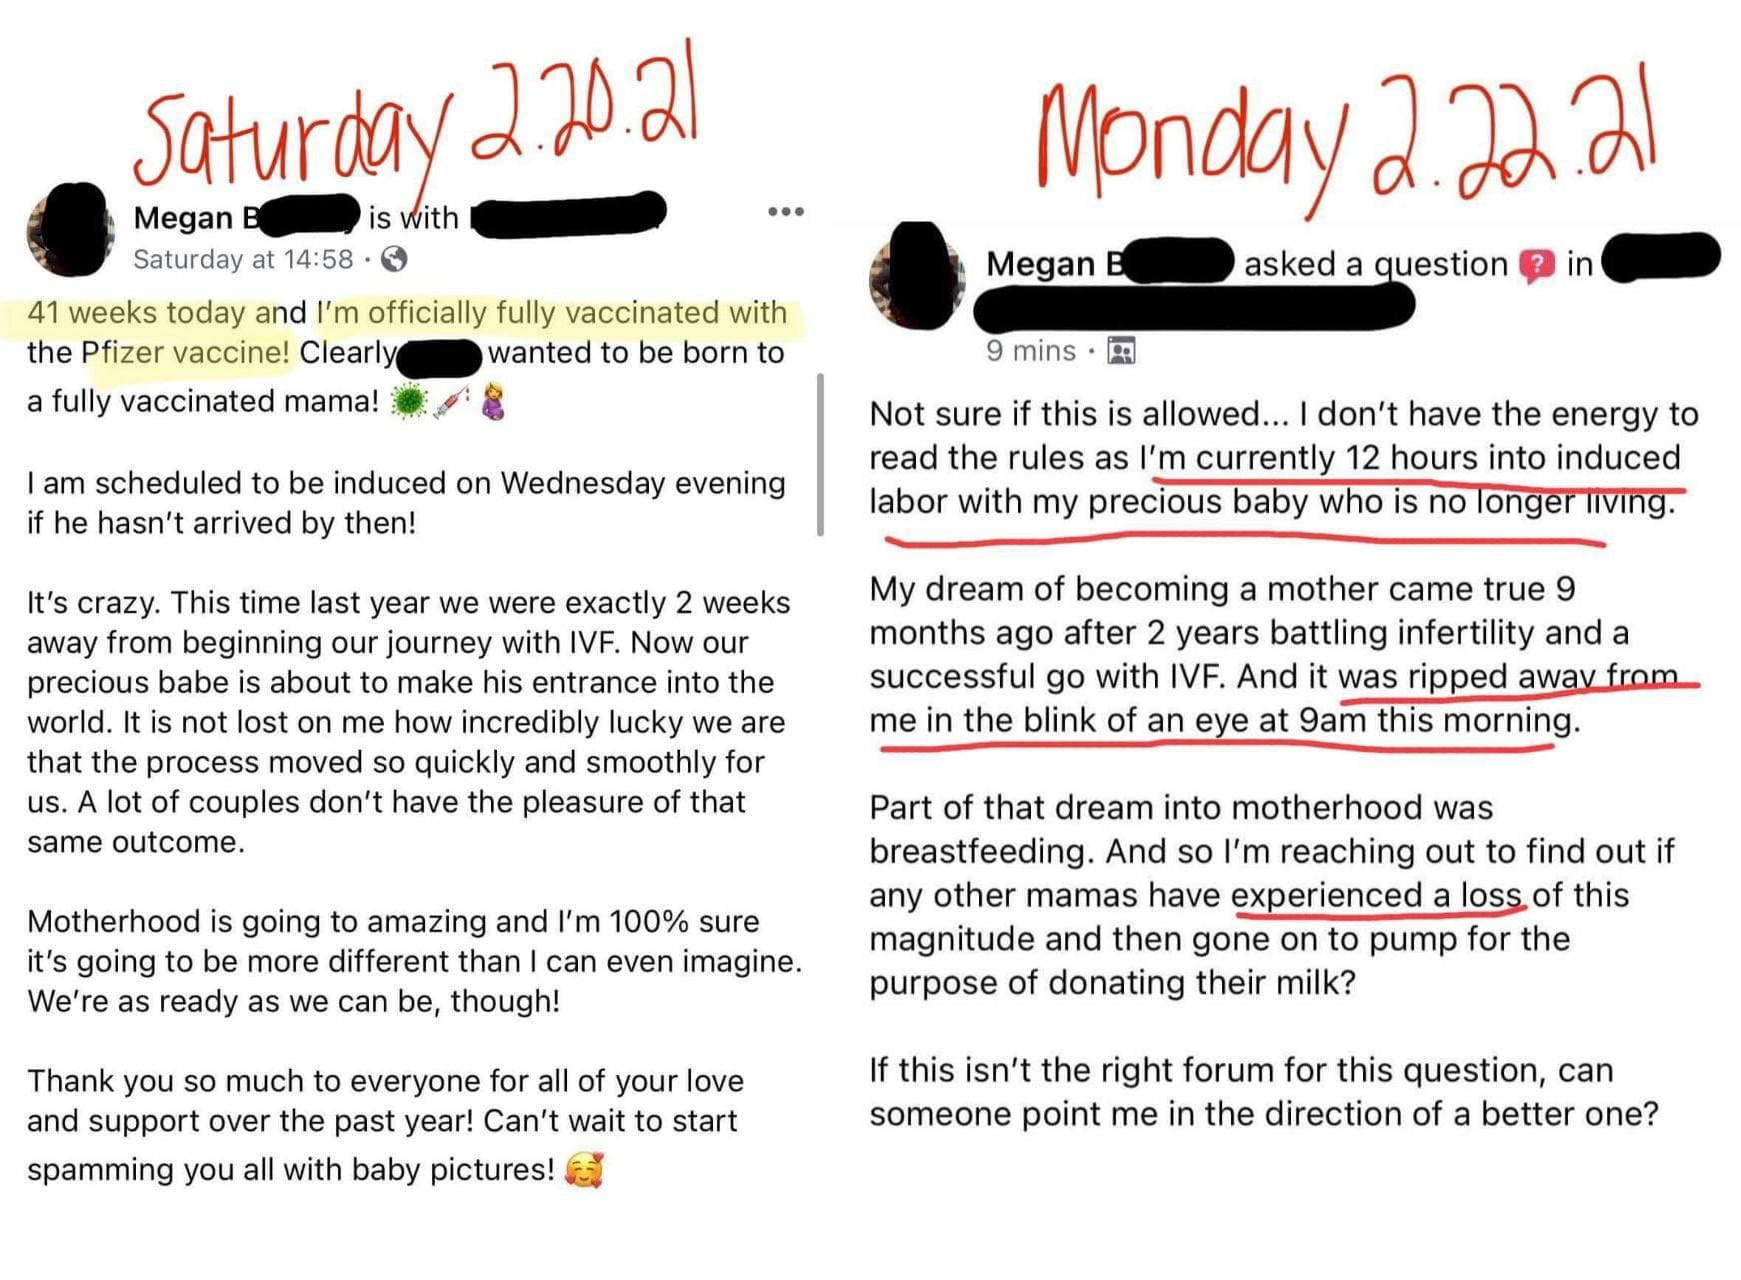 Saturday 2.20.21
Megan B is with
Saturday at 14:58 ·
41 weeks today and I'm officially fully vaccinated with
the Pfizer vaccine! Clearly wanted to be born to
a fully vaccinated mama! 🦠 💉 🤰
I am scheduled to be induced on Wednesday evening
if he hasn't arrived by then!
It's crazy. This time last year we were exactly 2 weeks
away from beginning our journey with IVF. Now our
precious babe is about to make his entrance into the
world. It is not lost on me how incredibly lucky we are
that the process moved so quickly and smoothly for
us. A lot of couples don't have the pleasure of that
same outcome.
Motherhood is going to amazing and I'm 100% sure
it's going to be more different than I can even imagine.
We're as ready as we can be, though!
Thank you so much to everyone for all of your love
and support over the past year! Can't wait to start
spamming you all with baby pictures! 🥰
Monday 2.22.21
Megan B asked a question ? in
9 mins ·
Not sure if this is allowed... I don't have the energy to
read the rules as I'm currently 12 hours into induced
labor with my precious baby who is no longer living.
My dream of becoming a mother came true 9
months ago after 2 years battling infertility and a
successful go with IVF. And it was ripped away from
me in the blink of an eye at 9am this morning.
Part of that dream into motherhood was
breastfeeding. And so I'm reaching out to find out if
any other mamas have experienced a loss of this
magnitude and then gone on to pump for the
purpose of donating their milk?
If this isn't the right forum for this question, can
someone point me in the direction of a better one?